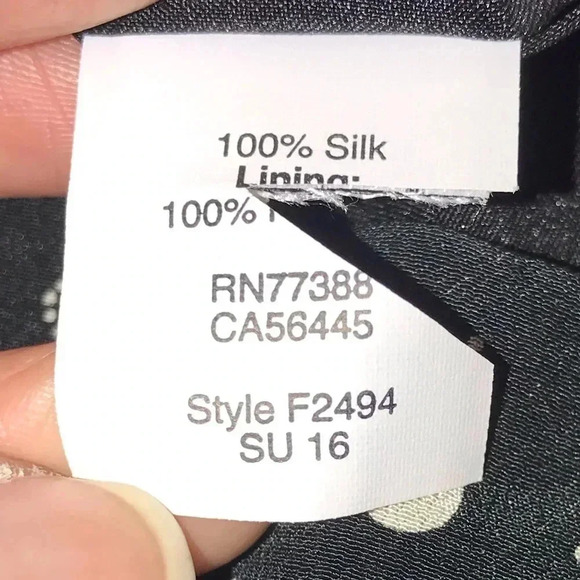 100% Silk
Lining:
100%
RN77388
CA56445
Style F2494
SU 16